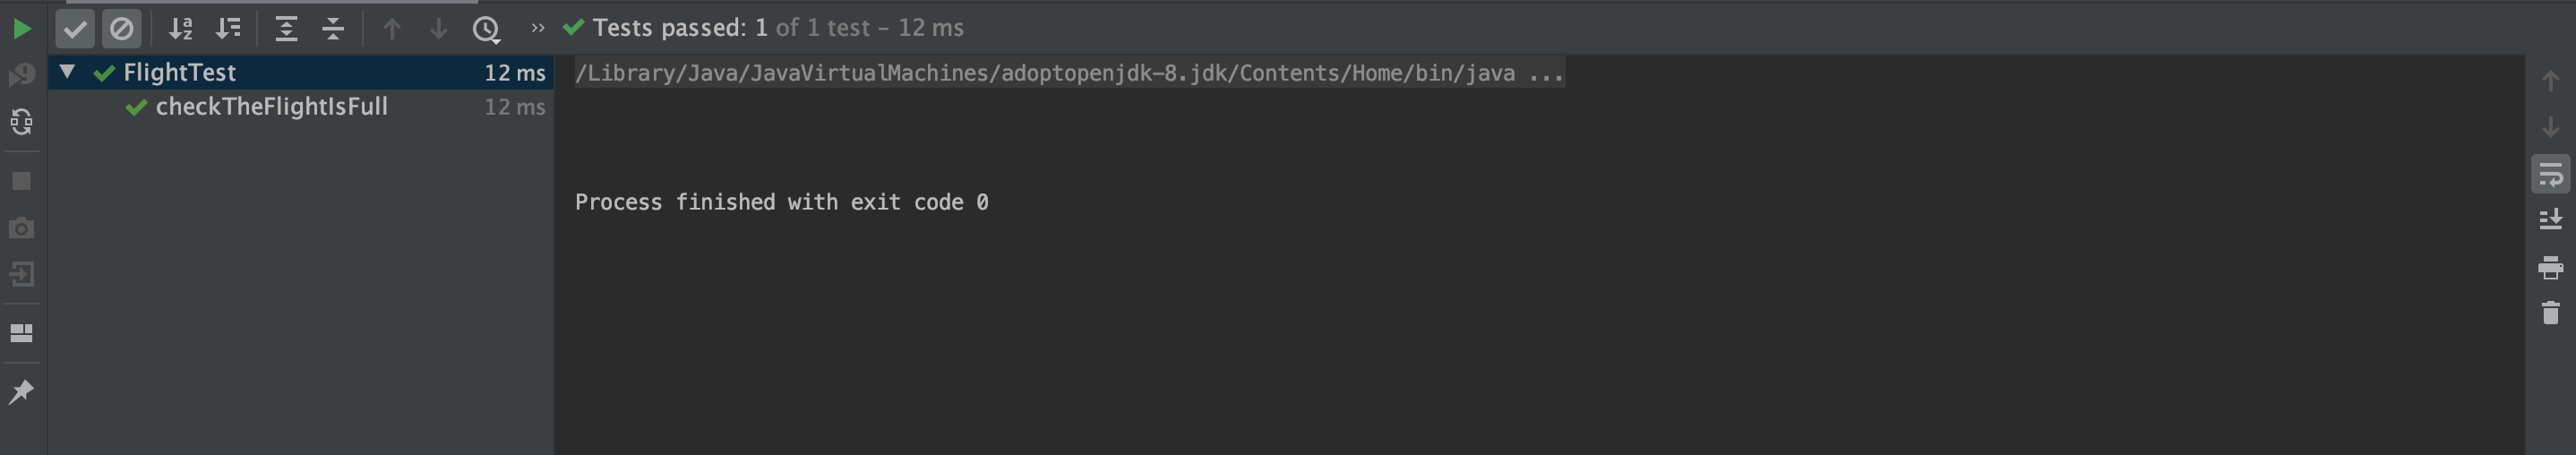 Tests passed: 1 of 1 test – 12 ms
FlightTest 12 ms
checkTheFlightIsFull 12 ms
/Library/Java/JavaVirtualMachines/adoptopenjdk-8.jdk/Contents/Home/bin/java ...
Process finished with exit code 0